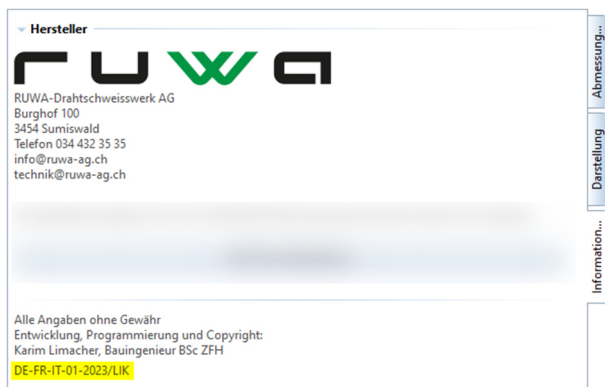 Hersteller
ruwa
RUWA-Drahtschweisswerk AG
Burghof 100
3454 Sumiswald
Telefon 034 432 35 35
info@ruwa-ag.ch
technik@ruwa-ag.ch
Alle Angaben ohne Gewähr
Entwicklung, Programmierung und Copyright:
Karim Limacher, Bauingenieur BSc ZFH
DE-FR-IT-01-2023/LIK
Abmessung...
Darstellung
Information...